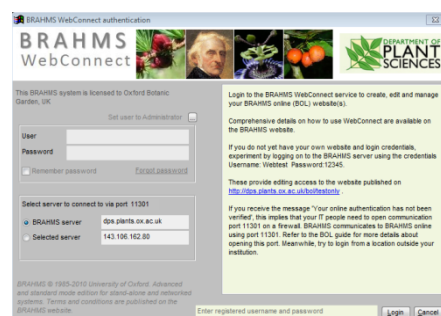 BRAHMS WebConnect authentication
BRAHMS
WebConnect
DEPARTMENT OF
PLANT
SCIENCES
This BRAHMS system is licensed to Oxford Botanic
Garden, UK
Set user to Administrator ...
User
Password
Remember password Forgot password
Select server to connect to via port 11301
BRAHMS server dps.plants.ox.ac.uk
Selected server 143.106.162.80
BRAHMS © 1985-2010 University of Oxford. Advanced
and standard mode edition for stand-alone and networked
systems. Terms and conditions are published on the
BRAHMS website.
Login to the BRAHMS WebConnect service to create, edit and manage
your BRAHMS online (BOL) website(s).
Comprehensive details on how to use WebConnect are available on
the BRAHMS website.
If you do not yet have your own website and login credentials,
experiment by logging on to the BRAHMS server using the credentials
Username: Webtest Password:12345.
These provide editing access to the website published on
http://dps.plants.ox.ac.uk/bol/testonly .
If you receive the message 'Your online authentication has not been
verified', this implies that your IT people need to open communication
port 11301 on a firewall. BRAHMS communicates to BRAHMS online
using port 11301. Refer to the BOL guide for more details about
opening this port. Meanwhile, try to login from a location outside your
institution.
Enter registered username and password
Login Cancel